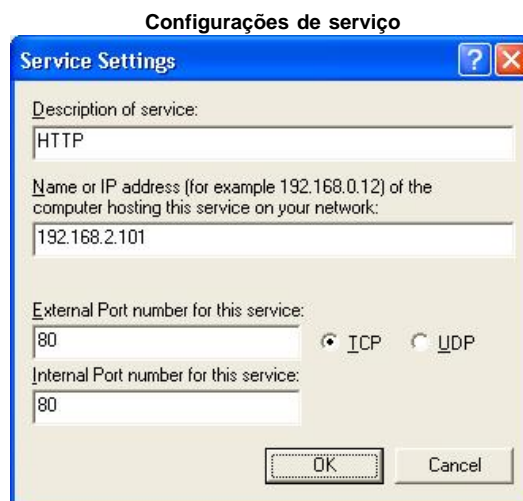 Configurações de serviço
Service Settings
Description of service:
HTTP
Name or IP address (for example 192.168.0.12) of the
computer hosting this service on your network:
192.168.2.101
External Port number for this service:
80
TCP
UDP
Internal Port number for this service:
80
OK
Cancel